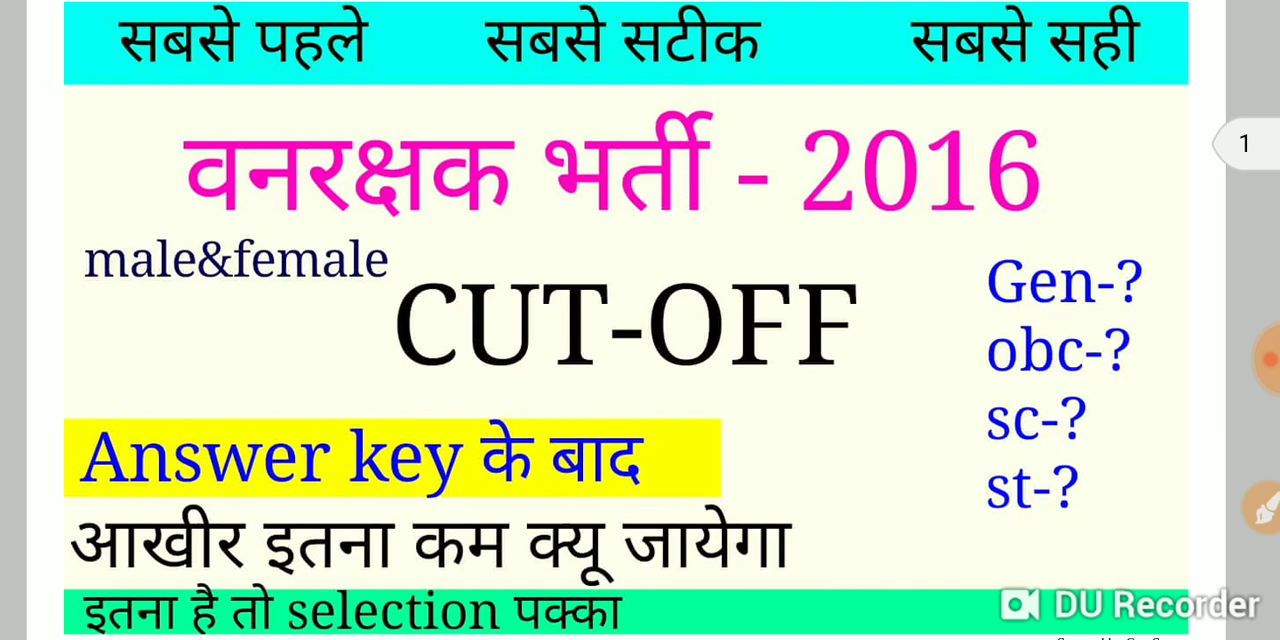 सबसे पहले सबसे सटीक सबसे सही
वनरक्षक भर्ती - 2016
1
male&female
CUT-OFF
Gen-?
obc-?
sc-?
st-?
Answer key के बाद
आखीर इतना कम क्यू जायेगा
इतना है तो selection पक्का
DU Recorder